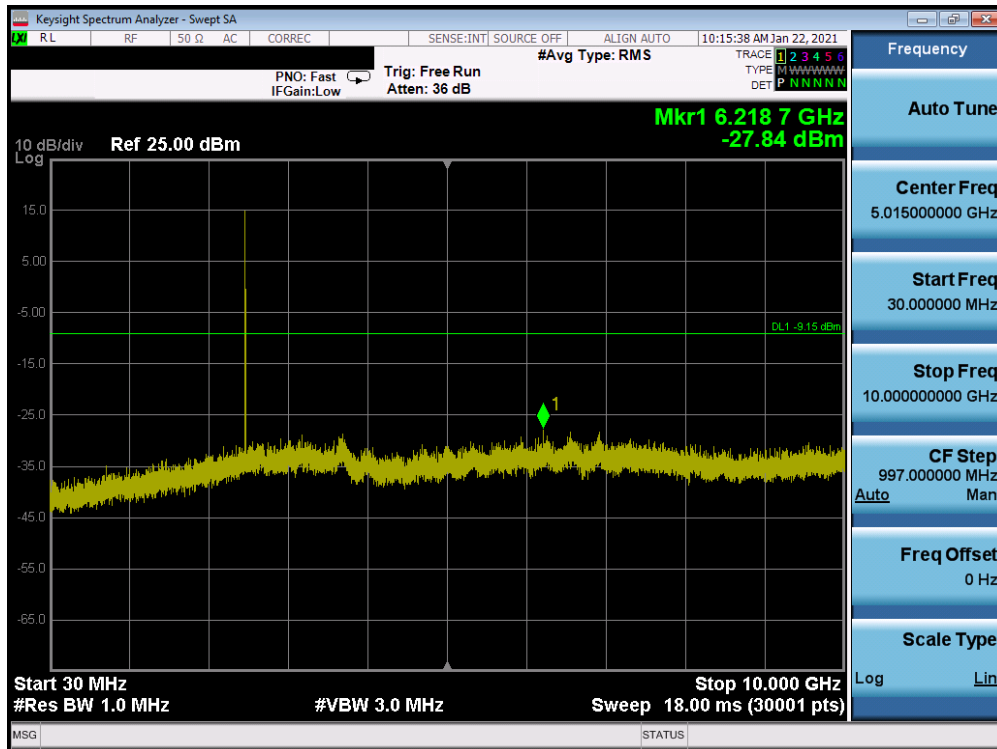 Keysight Spectrum Analyzer - Swept SA
LXI RL RF 50 Ω AC CORREC SENSE:INT SOURCE OFF ALIGN AUTO 10:15:38 AM Jan 22, 2021
PNO: Fast
IFGain:Low
Trig: Free Run
Atten: 36 dB
#Avg Type: RMS
TRACE 1 2 3 4 5 6
TYPE M WWWWW
DET P N N N N N
Mkr1 6.218 7 GHz
-27.84 dBm
10 dB/div Ref 25.00 dBm
Log
15.0
5.00
-5.00
DL1 -9.15 dBm
-15.0
-25.0
1
-35.0
-45.0
-55.0
-65.0
Start 30 MHz Stop 10.000 GHz
#Res BW 1.0 MHz #VBW 3.0 MHz Sweep 18.00 ms (30001 pts)
MSG STATUS
Frequency
Auto Tune
Center Freq
5.015000000 GHz
Start Freq
30.000000 MHz
Stop Freq
10.000000000 GHz
CF Step
997.000000 MHz
Auto Man
Freq Offset
0 Hz
Scale Type
Log Lin